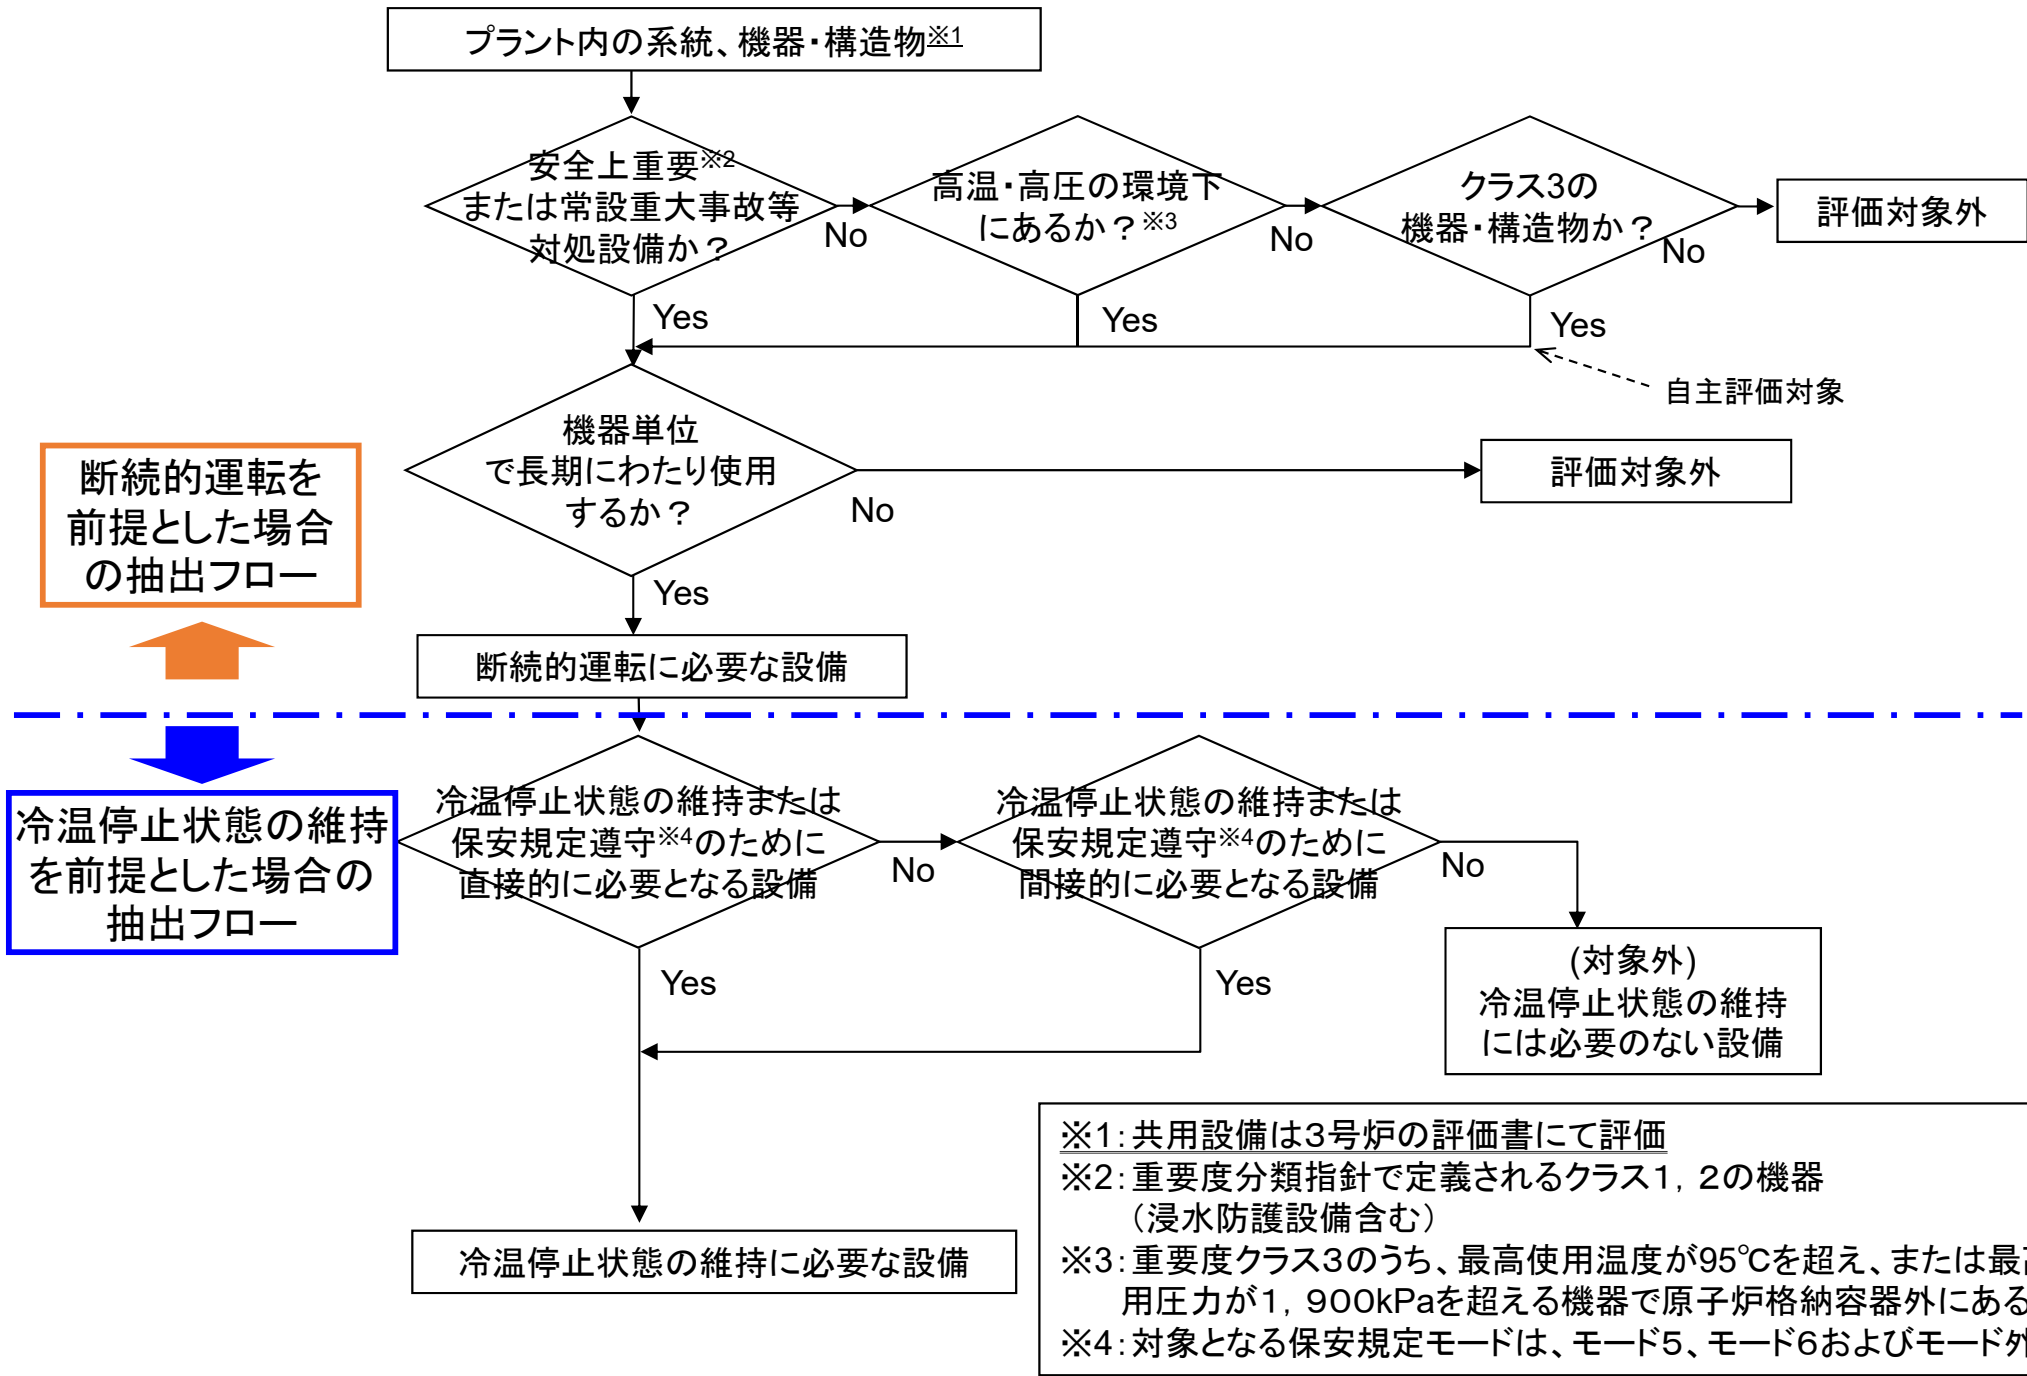 プラント内の系統、機器・構造物※1
安全上重要※2
または常設重大事故等
対処設備か？
No
高温・高圧の環境下
にあるか？※3
No
クラス3の
機器・構造物か？
No
評価対象外
Yes
Yes
Yes
自主評価対象
機器単位
で長期にわたり使用
するか？
No
評価対象外
断続的運転を
前提とした場合
の抽出フロー
Yes
断続的運転に必要な設備
冷温停止状態の維持
を前提とした場合の
抽出フロー
冷温停止状態の維持または
保安規定遵守※4のために
直接的に必要となる設備
No
冷温停止状態の維持または
保安規定遵守※4のために
間接的に必要となる設備
No
Yes
Yes
(対象外)
冷温停止状態の維持
には必要のない設備
冷温停止状態の維持に必要な設備
※1：共用設備は3号炉の評価書にて評価
※2：重要度分類指針で定義されるクラス1，2の機器
（浸水防護設備含む）
※3：重要度クラス3のうち、最高使用温度が95℃を超え、または最高
用圧力が1，900kPaを超える機器で原子炉格納容器外にある
※4：対象となる保安規定モードは、モード5、モード6およびモード外